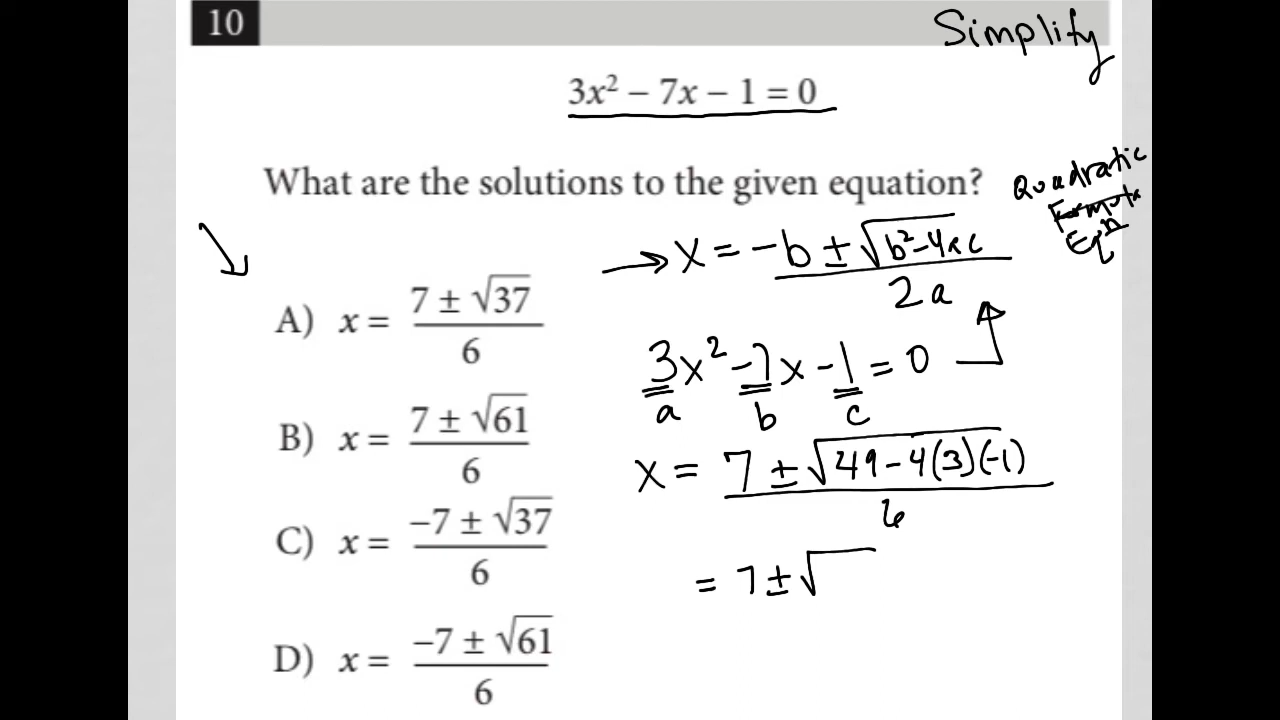 10
Simplify
3x² − 7x − 1 = 0
What are the solutions to the given equation?
Quadratic
Formula
Eqⁿ
→ x = −b ± √(b²−4ac) / 2a
A) x = (7 ± √37) / 6
3x² −7x −1 = 0
a b c
B) x = (7 ± √61) / 6
x = 7 ± √(49 − 4(3)(−1)) / 6
C) x = (−7 ± √37) / 6
= 7 ± √
D) x = (−7 ± √61) / 6